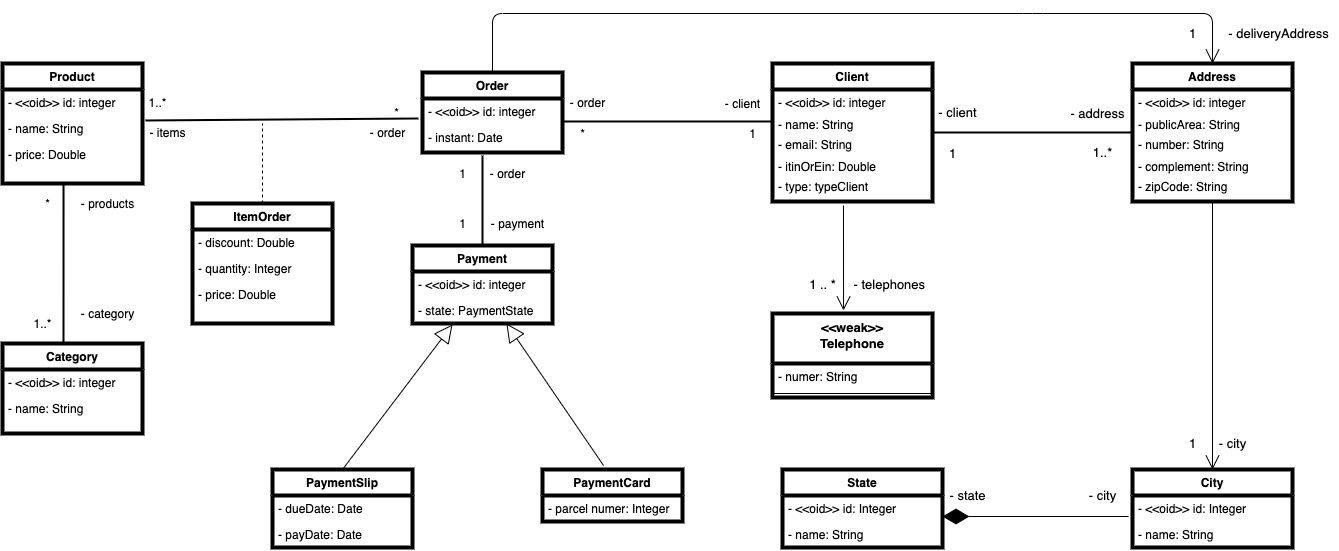 1
- deliveryAddress
Product
- <<oid>> id: integer
- name: String
- price: Double
1..*
- items
*
- order
Order
- <<oid>> id: integer
- instant: Date
- order
*
- client
1
Client
- <<oid>> id: integer
- name: String
- email: String
- itinOrEin: Double
- type: typeClient
- client
1
- address
1..*
Address
- <<oid>> id: integer
- publicArea: String
- number: String
- complement: String
- zipCode: String
*
- products
ItemOrder
- discount: Double
- quantity: Integer
- price: Double
1
- order
1
- payment
Payment
- <<oid>> id: integer
- state: PaymentState
1 .. *
- telephones
<<weak>>
Telephone
- numer: String
- category
1..*
Category
- <<oid>> id: integer
- name: String
1
- city
PaymentSlip
- dueDate: Date
- payDate: Date
PaymentCard
- parcel numer: Integer
State
- <<oid>> id: Integer
- name: String
- state
- city
City
- <<oid>> id: Integer
- name: String